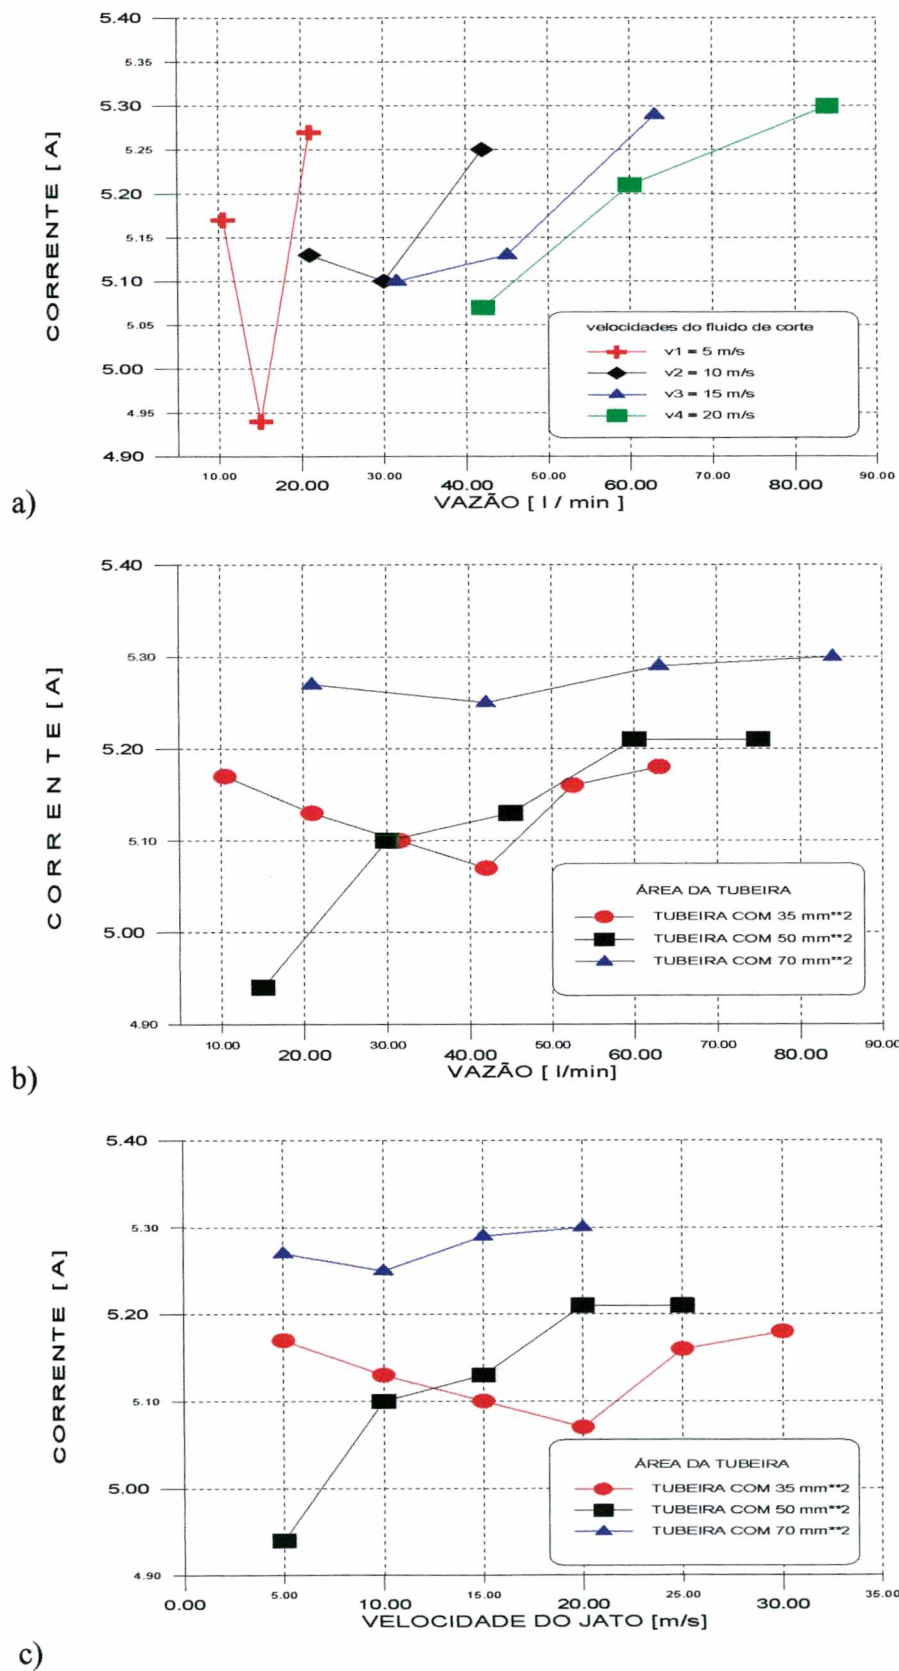 CORRENTE [ A ]
5.40
5.35
5.30
5.25
5.20
5.15
5.10
5.05
5.00
4.95
4.90
velocidades do fluido de corte
v1 = 5 m/s
v2 = 10 m/s
v3 = 15 m/s
v4 = 20 m/s
10.00 20.00 30.00 40.00 50.00 60.00 70.00 80.00 90.00
VAZÃO [ l / min ]
a)
CORRENTE [A]
5.40
5.30
5.20
5.10
5.00
4.90
ÁREA DA TUBEIRA
TUBEIRA COM 35 mm**2
TUBEIRA COM 50 mm**2
TUBEIRA COM 70 mm**2
10.00 20.00 30.00 40.00 50.00 60.00 70.00 80.00 90.00
VAZÃO [ l/min]
b)
CORRENTE [A]
5.40
5.30
5.20
5.10
5.00
4.90
ÁREA DA TUBEIRA
TUBEIRA COM 35 mm**2
TUBEIRA COM 50 mm**2
TUBEIRA COM 70 mm**2
0.00 5.00 10.00 15.00 20.00 25.00 30.00 35.00
VELOCIDADE DO JATO [m/s]
c)